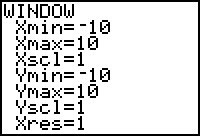 WINDOW
Xmin=-10
Xmax=10
Xscl=1
Ymin=-10
Ymax=10
Yscl=1
Xres=1